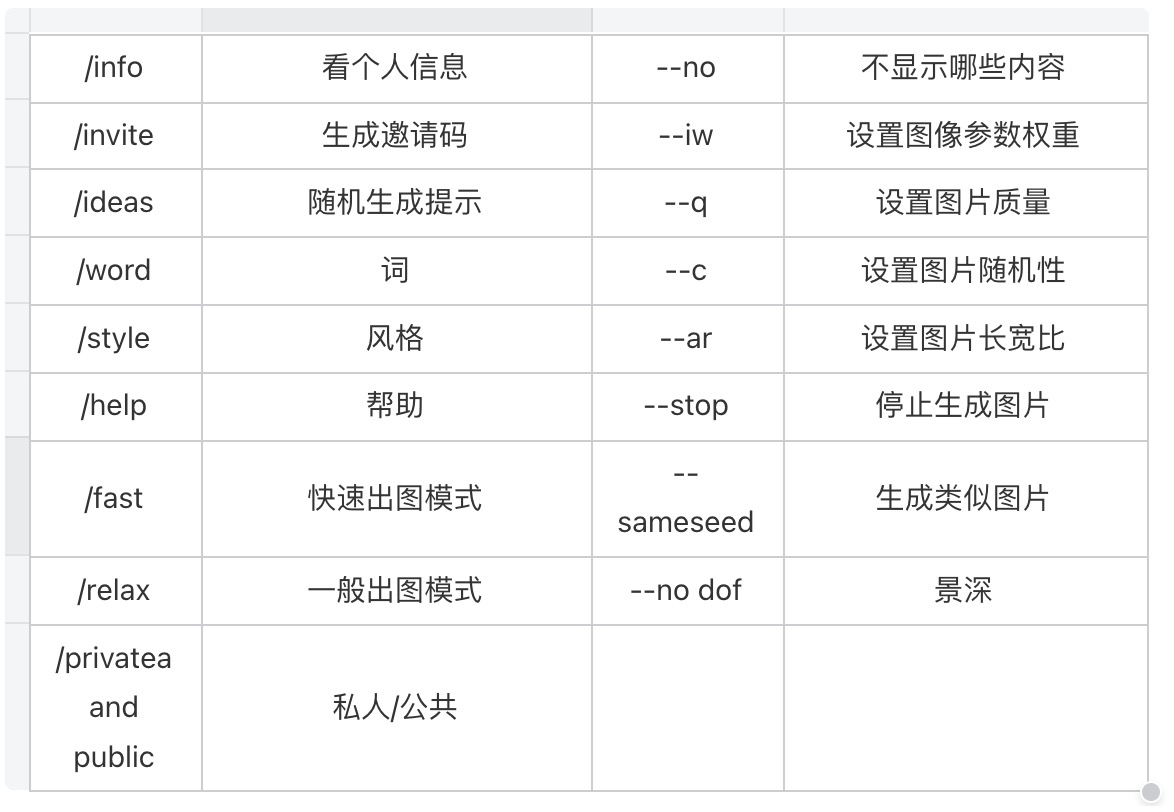 /info 看个人信息 --no 不显示哪些内容
/invite 生成邀请码 --iw 设置图像参数权重
/ideas 随机生成提示 --q 设置图片质量
/word 词 --c 设置图片随机性
/style 风格 --ar 设置图片长宽比
/help 帮助 --stop 停止生成图片
/fast 快速出图模式 --
sameseed 生成类似图片
/relax 一般出图模式 --no dof 景深
/privatea
and
public 私人/公共